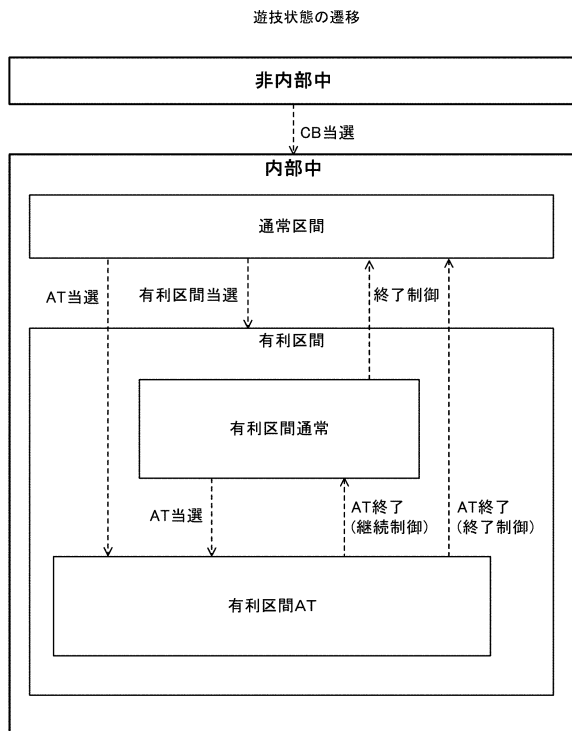 遊技状態の遷移
非内部中
CB当選
内部中
通常区間
AT当選
有利区間当選
終了制御
有利区間
有利区間通常
AT当選
AT終了
(継続制御)
AT終了
(終了制御)
有利区間AT